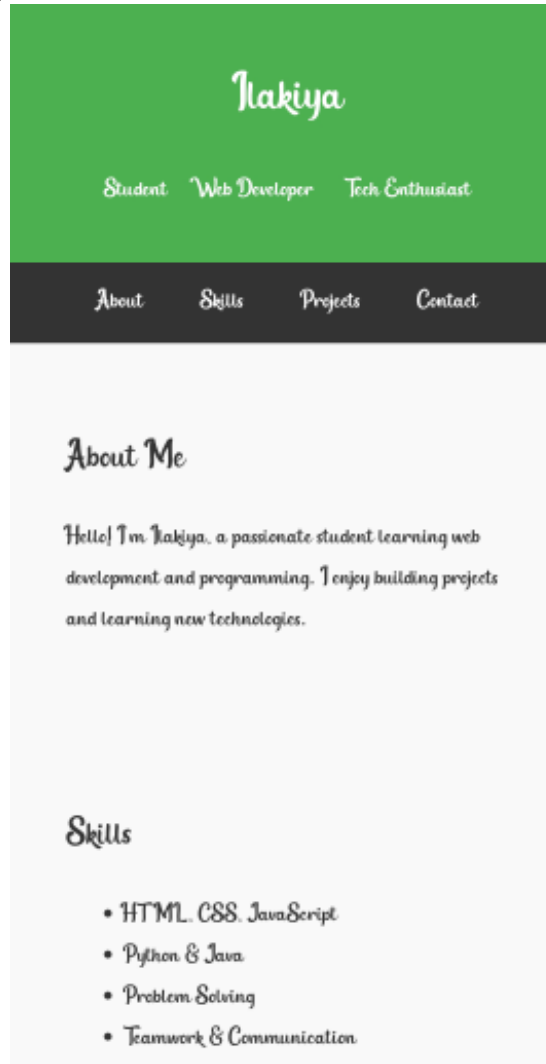 Ilakiya
Student Web Developer Tech Enthusiast
About Skills Projects Contact
About Me
Hello! I'm Ilakiya, a passionate student learning web
development and programming. I enjoy building projects
and learning new technologies.
Skills
• HTML, CSS, JavaScript
• Python & Java
• Problem Solving
• Teamwork & Communication